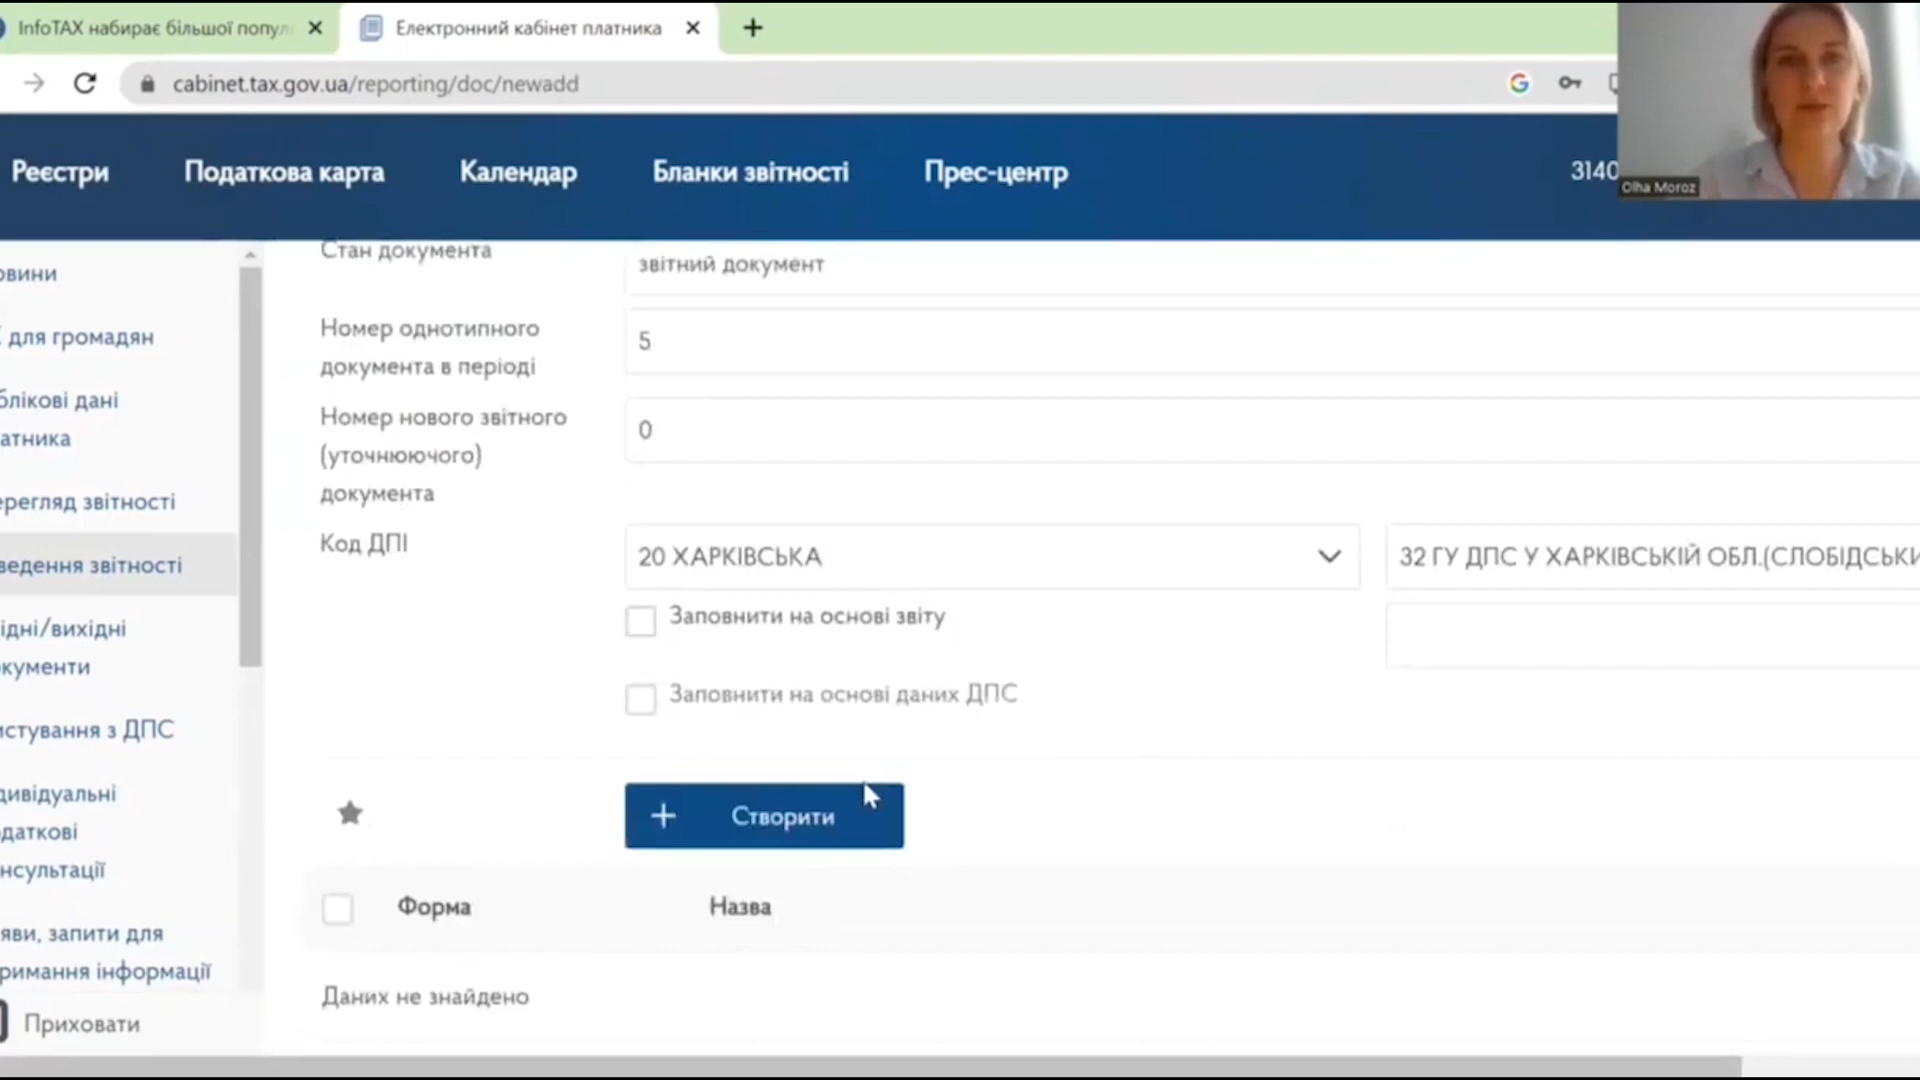 InfoTAX набирає більшої попул
Електронний кабінет платника
cabinet.tax.gov.ua/reporting/doc/newadd
Реєстри
Податкова карта
Календар
Бланки звітності
Прес-центр
3140
Olha Moroz
овини
для громадян
блікові дані
атника
ерегляд звітності
ведення звітності
ідні/вихідні
окументи
истування з ДПС
дивідуальні
одаткові
нсультації
яви, запити для
римання інформації
Приховати
Стан документа
звітний документ
Номер однотипного
документа в періоді
5
Номер нового звітного
(уточнюючого)
документа
0
Код ДПІ
20 ХАРКІВСЬКА
32 ГУ ДПС У ХАРКІВСЬКІЙ ОБЛ.(СЛОБІДСЬКИ
Заповнити на основі звіту
Заповнити на основі даних ДПС
Створити
Форма
Назва
Даних не знайдено